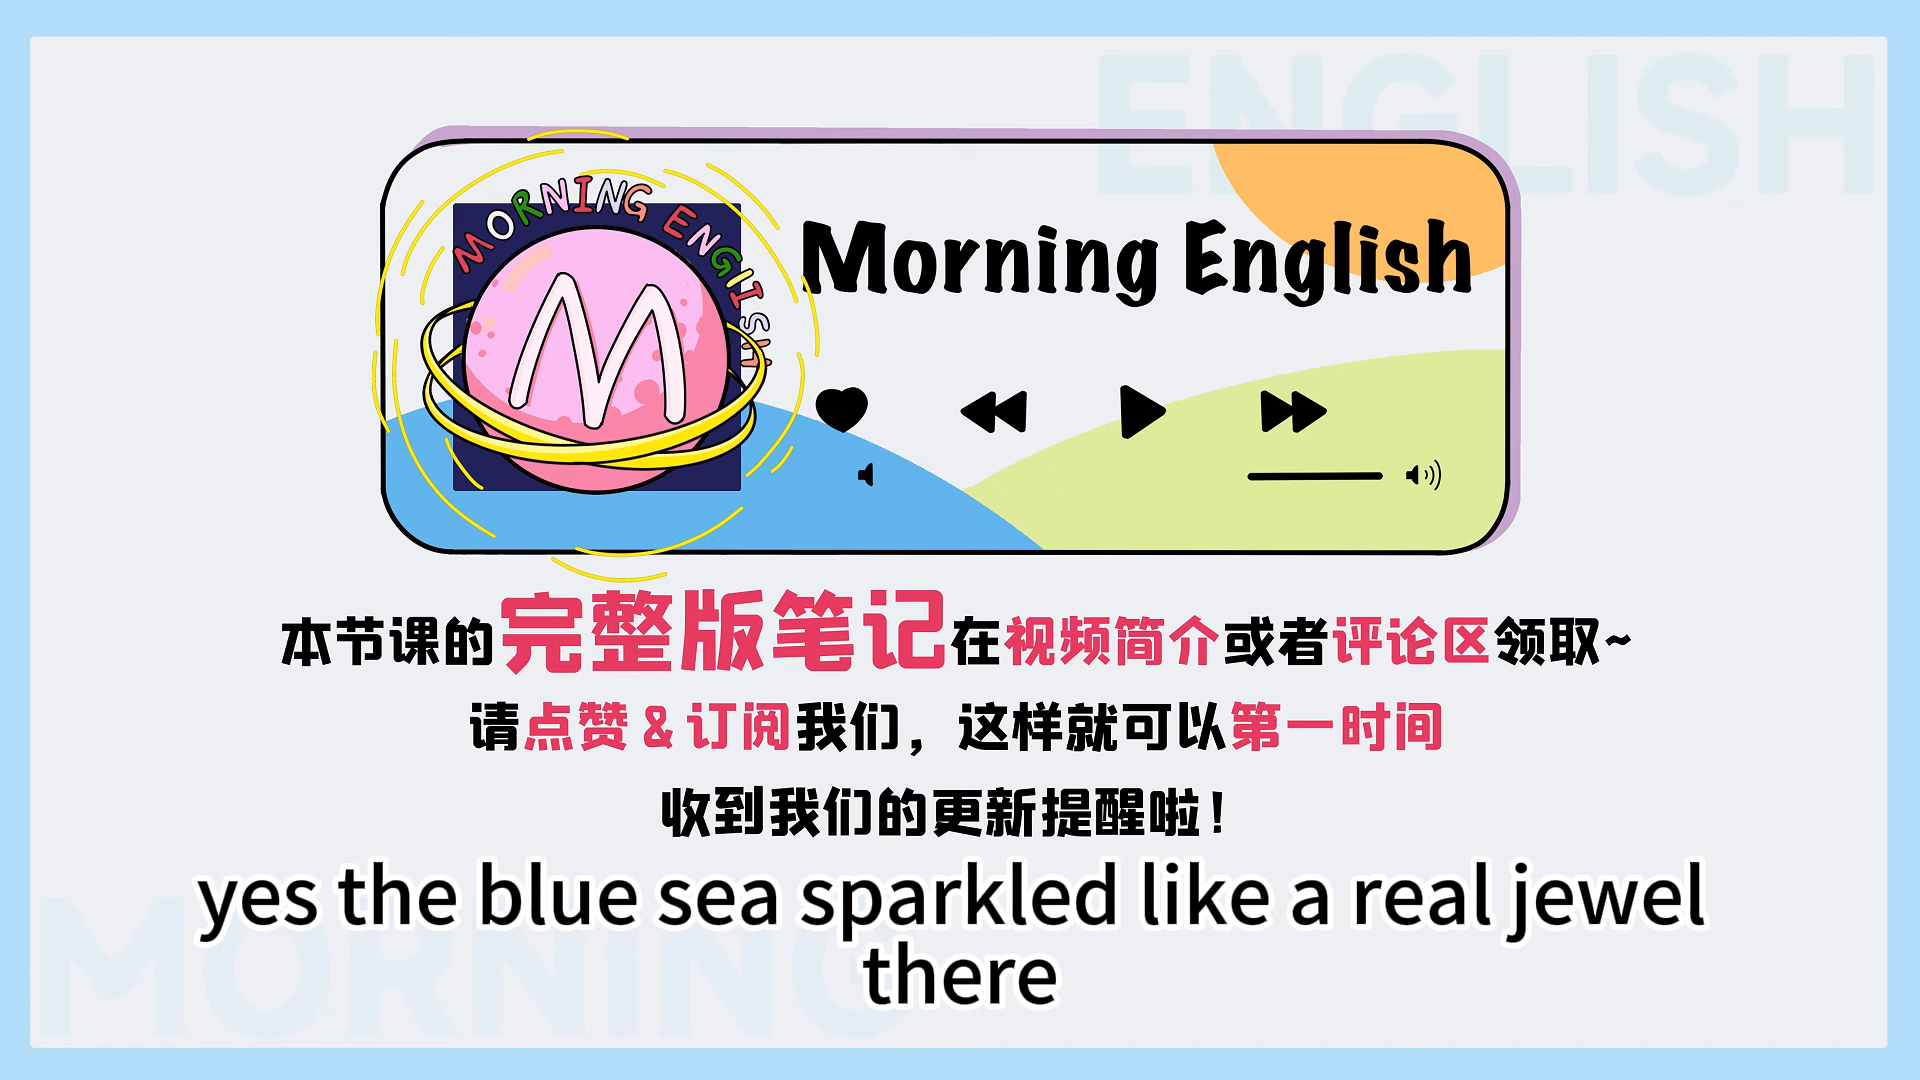 ENGLISH
MORNING ENGLISH
M
Morning English
本节课的完整版笔记在视频简介或者评论区领取~
请点赞&订阅我们，这样就可以第一时间
收到我们的更新提醒啦！
yes the blue sea sparkled like a real jewel
there
MORNING